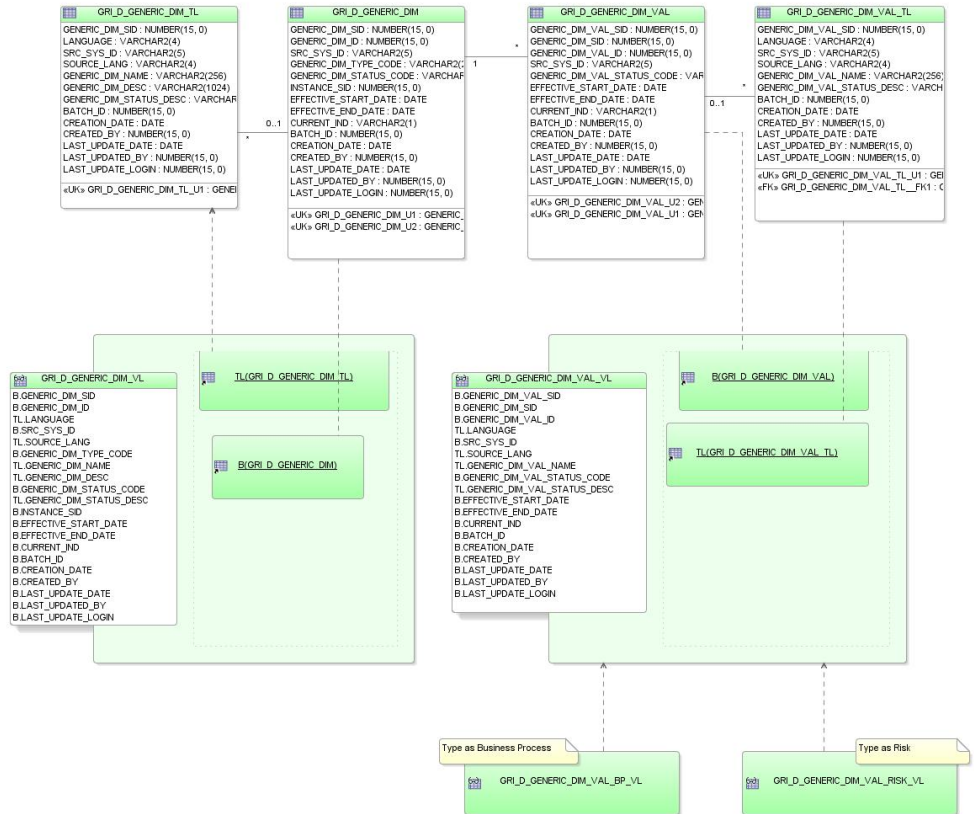 GRI_D_GENERIC_DIM_TL
GENERIC_DIM_SID : NUMBER(15, 0)
LANGUAGE : VARCHAR2(4)
SRC_SYS_ID : VARCHAR2(5)
SOURCE_LANG : VARCHAR2(4)
GENERIC_DIM_NAME : VARCHAR2(256)
GENERIC_DIM_DESC : VARCHAR2(1024)
GENERIC_DIM_STATUS_DESC : VARCHAR
BATCH_ID : NUMBER(15, 0)
CREATION_DATE : DATE
CREATED_BY : NUMBER(15, 0)
LAST_UPDATE_DATE : DATE
LAST_UPDATED_BY : NUMBER(15, 0)
LAST_UPDATE_LOGIN : NUMBER(15, 0)
«UK» GRI_D_GENERIC_DIM_TL_U1 : GENEI
0..1
*
GRI_D_GENERIC_DIM
GENERIC_DIM_SID : NUMBER(15, 0)
GENERIC_DIM_ID : NUMBER(15, 0)
SRC_SYS_ID : VARCHAR2(5)
GENERIC_DIM_TYPE_CODE : VARCHAR2(2
GENERIC_DIM_STATUS_CODE : VARCHAR
INSTANCE_SID : NUMBER(15, 0)
EFFECTIVE_START_DATE : DATE
EFFECTIVE_END_DATE : DATE
CURRENT_IND : VARCHAR2(1)
BATCH_ID : NUMBER(15, 0)
CREATION_DATE : DATE
CREATED_BY : NUMBER(15, 0)
LAST_UPDATE_DATE : DATE
LAST_UPDATED_BY : NUMBER(15, 0)
LAST_UPDATE_LOGIN : NUMBER(15, 0)
«UK» GRI_D_GENERIC_DIM_U1 : GENERIC_
«UK» GRI_D_GENERIC_DIM_U2 : GENERIC_
*
1
GRI_D_GENERIC_DIM_VAL
GENERIC_DIM_VAL_SID : NUMBER(15, 0)
GENERIC_DIM_SID : NUMBER(15, 0)
GENERIC_DIM_VAL_ID : NUMBER(15, 0)
SRC_SYS_ID : VARCHAR2(5)
GENERIC_DIM_VAL_STATUS_CODE : VAR
EFFECTIVE_START_DATE : DATE
EFFECTIVE_END_DATE : DATE
CURRENT_IND : VARCHAR2(1)
BATCH_ID : NUMBER(15, 0)
CREATION_DATE : DATE
CREATED_BY : NUMBER(15, 0)
LAST_UPDATE_DATE : DATE
LAST_UPDATED_BY : NUMBER(15, 0)
LAST_UPDATE_LOGIN : NUMBER(15, 0)
«UK» GRI_D_GENERIC_DIM_VAL_U2 : GEN
«UK» GRI_D_GENERIC_DIM_VAL_U1 : GEN
*
0..1
GRI_D_GENERIC_DIM_VAL_TL
GENERIC_DIM_VAL_SID : NUMBER(15, 0)
LANGUAGE : VARCHAR2(4)
SRC_SYS_ID : VARCHAR2(5)
SOURCE_LANG : VARCHAR2(4)
GENERIC_DIM_VAL_NAME : VARCHAR2(256)
GENERIC_DIM_VAL_STATUS_DESC : VARCH
BATCH_ID : NUMBER(15, 0)
CREATION_DATE : DATE
CREATED_BY : NUMBER(15, 0)
LAST_UPDATE_DATE : DATE
LAST_UPDATED_BY : NUMBER(15, 0)
LAST_UPDATE_LOGIN : NUMBER(15, 0)
«UK» GRI_D_GENERIC_DIM_VAL_TL_U1 : GEI
«FK» GRI_D_GENERIC_DIM_VAL_TL__FK1 : G
GRI_D_GENERIC_DIM_VL
B.GENERIC_DIM_SID
B.GENERIC_DIM_ID
TL.LANGUAGE
B.SRC_SYS_ID
TL.SOURCE_LANG
B.GENERIC_DIM_TYPE_CODE
TL.GENERIC_DIM_NAME
TL.GENERIC_DIM_DESC
B.GENERIC_DIM_STATUS_CODE
TL.GENERIC_DIM_STATUS_DESC
B.INSTANCE_SID
B.EFFECTIVE_START_DATE
B.EFFECTIVE_END_DATE
B.CURRENT_IND
B.BATCH_ID
B.CREATION_DATE
B.CREATED_BY
B.LAST_UPDATE_DATE
B.LAST_UPDATED_BY
B.LAST_UPDATE_LOGIN
TL(GRI_D_GENERIC_DIM_TL)
B(GRI_D_GENERIC_DIM)
GRI_D_GENERIC_DIM_VAL_VL
B.GENERIC_DIM_VAL_SID
B.GENERIC_DIM_SID
B.GENERIC_DIM_VAL_ID
TL.LANGUAGE
B.SRC_SYS_ID
TL.SOURCE_LANG
TL.GENERIC_DIM_VAL_NAME
B.GENERIC_DIM_VAL_STATUS_CODE
TL.GENERIC_DIM_VAL_STATUS_DESC
B.EFFECTIVE_START_DATE
B.EFFECTIVE_END_DATE
B.CURRENT_IND
B.BATCH_ID
B.CREATION_DATE
B.CREATED_BY
B.LAST_UPDATE_DATE
B.LAST_UPDATED_BY
B.LAST_UPDATE_LOGIN
B(GRI_D_GENERIC_DIM_VAL)
TL(GRI_D_GENERIC_DIM_VAL_TL)
Type as Business Process
GRI_D_GENERIC_DIM_VAL_BP_VL
Type as Risk
GRI_D_GENERIC_DIM_VAL_RISK_VL